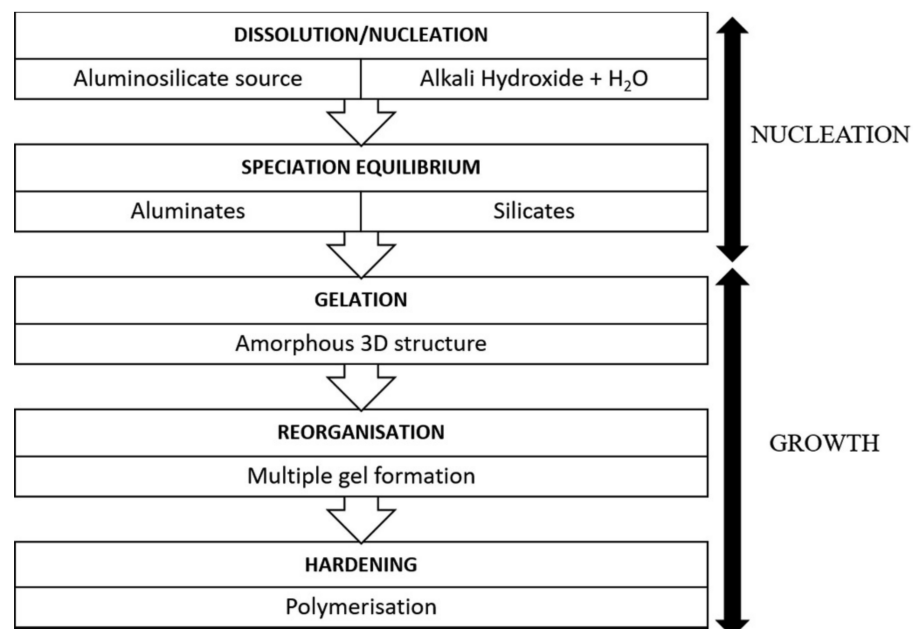 DISSOLUTION/NUCLEATION
Aluminosilicate source
Alkali Hydroxide + H₂O
SPECIATION EQUILIBRIUM
Aluminates
Silicates
NUCLEATION
GELATION
Amorphous 3D structure
REORGANISATION
Multiple gel formation
HARDENING
Polymerisation
GROWTH